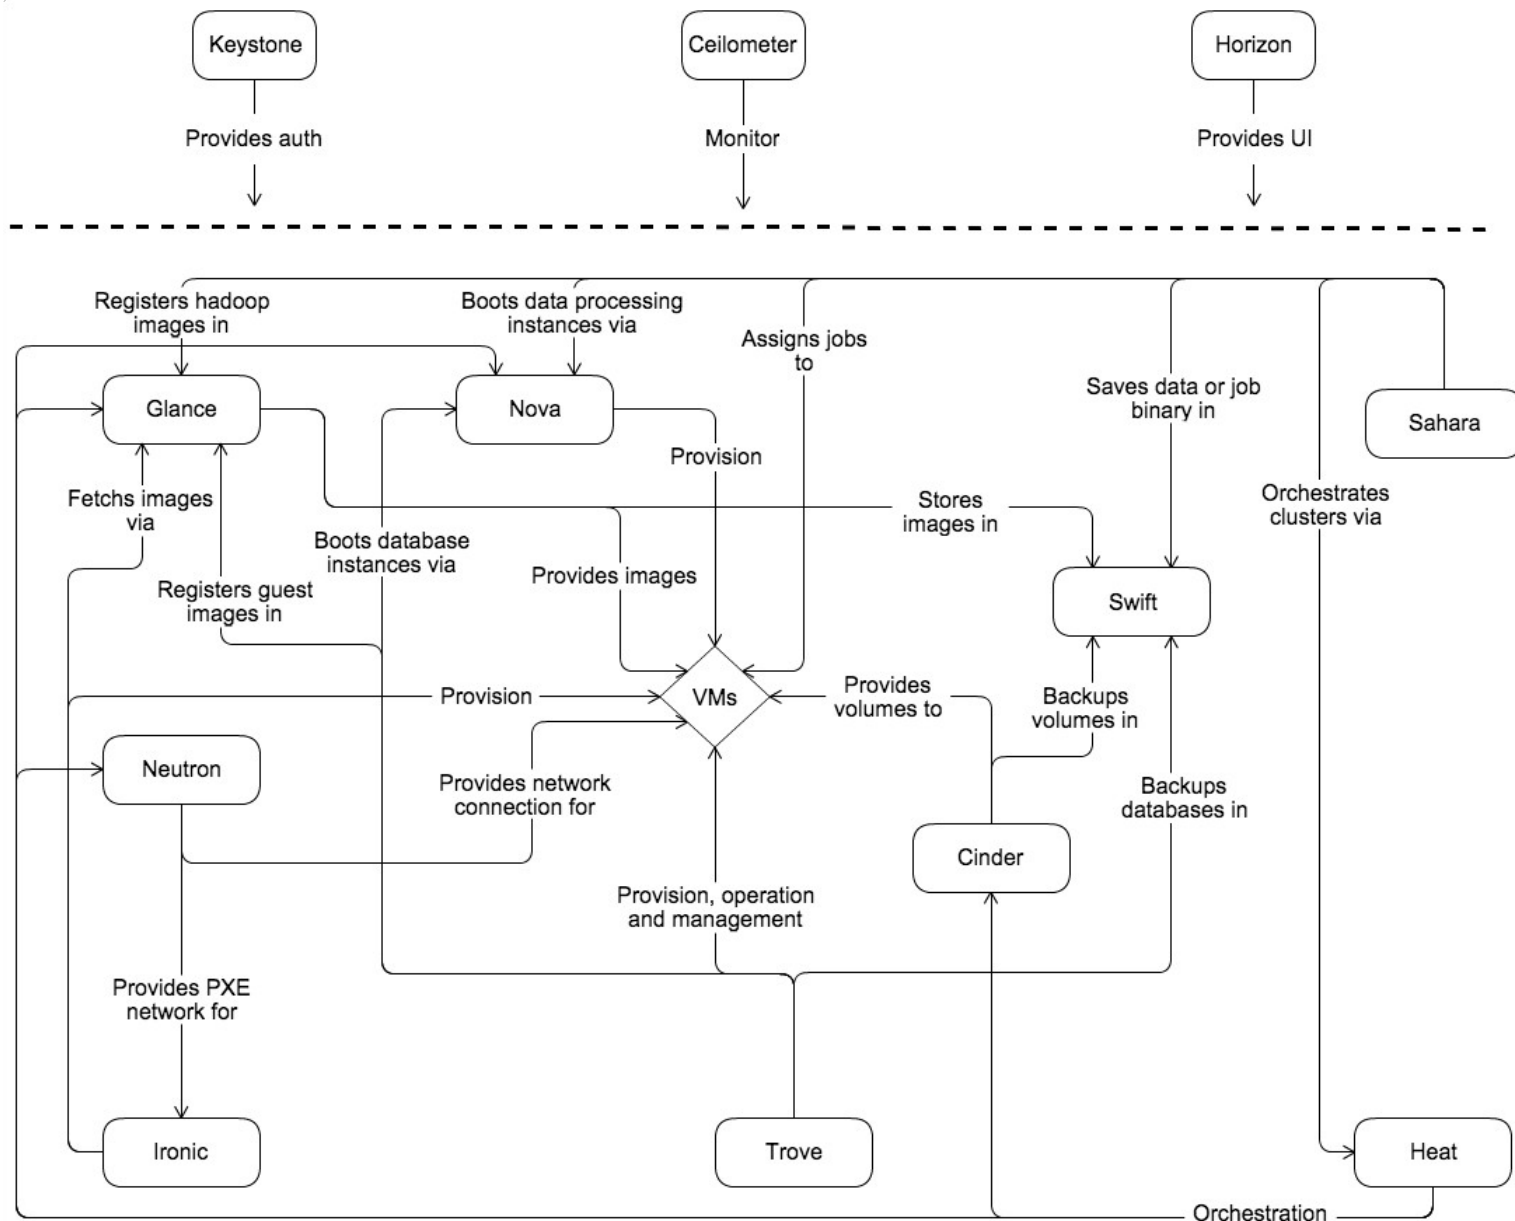 Keystone
Ceilometer
Horizon
Provides auth
Monitor
Provides UI
Registers hadoop
images in
Boots data processing
instances via
Assigns jobs
to
Saves data or job
binary in
Glance
Nova
Sahara
Provision
Fetchs images
via
Stores
images in
Orchestrates
clusters via
Boots database
instances via
Provides images
Registers guest
images in
Swift
Provision
VMs
Provides
volumes to
Backups
volumes in
Neutron
Provides network
connection for
Backups
databases in
Cinder
Provision, operation
and management
Provides PXE
network for
Ironic
Trove
Heat
Orchestration